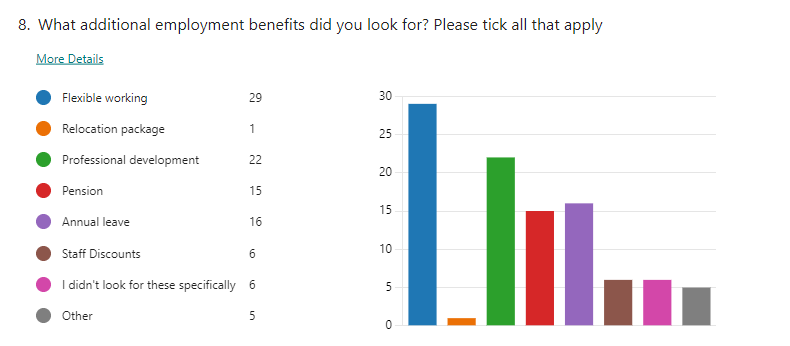 8. What additional employment benefits did you look for? Please tick all that apply
More Details
Flexible working 29
Relocation package 1
Professional development 22
Pension 15
Annual leave 16
Staff Discounts 6
I didn't look for these specifically 6
Other 5
30
25
20
15
10
5
0